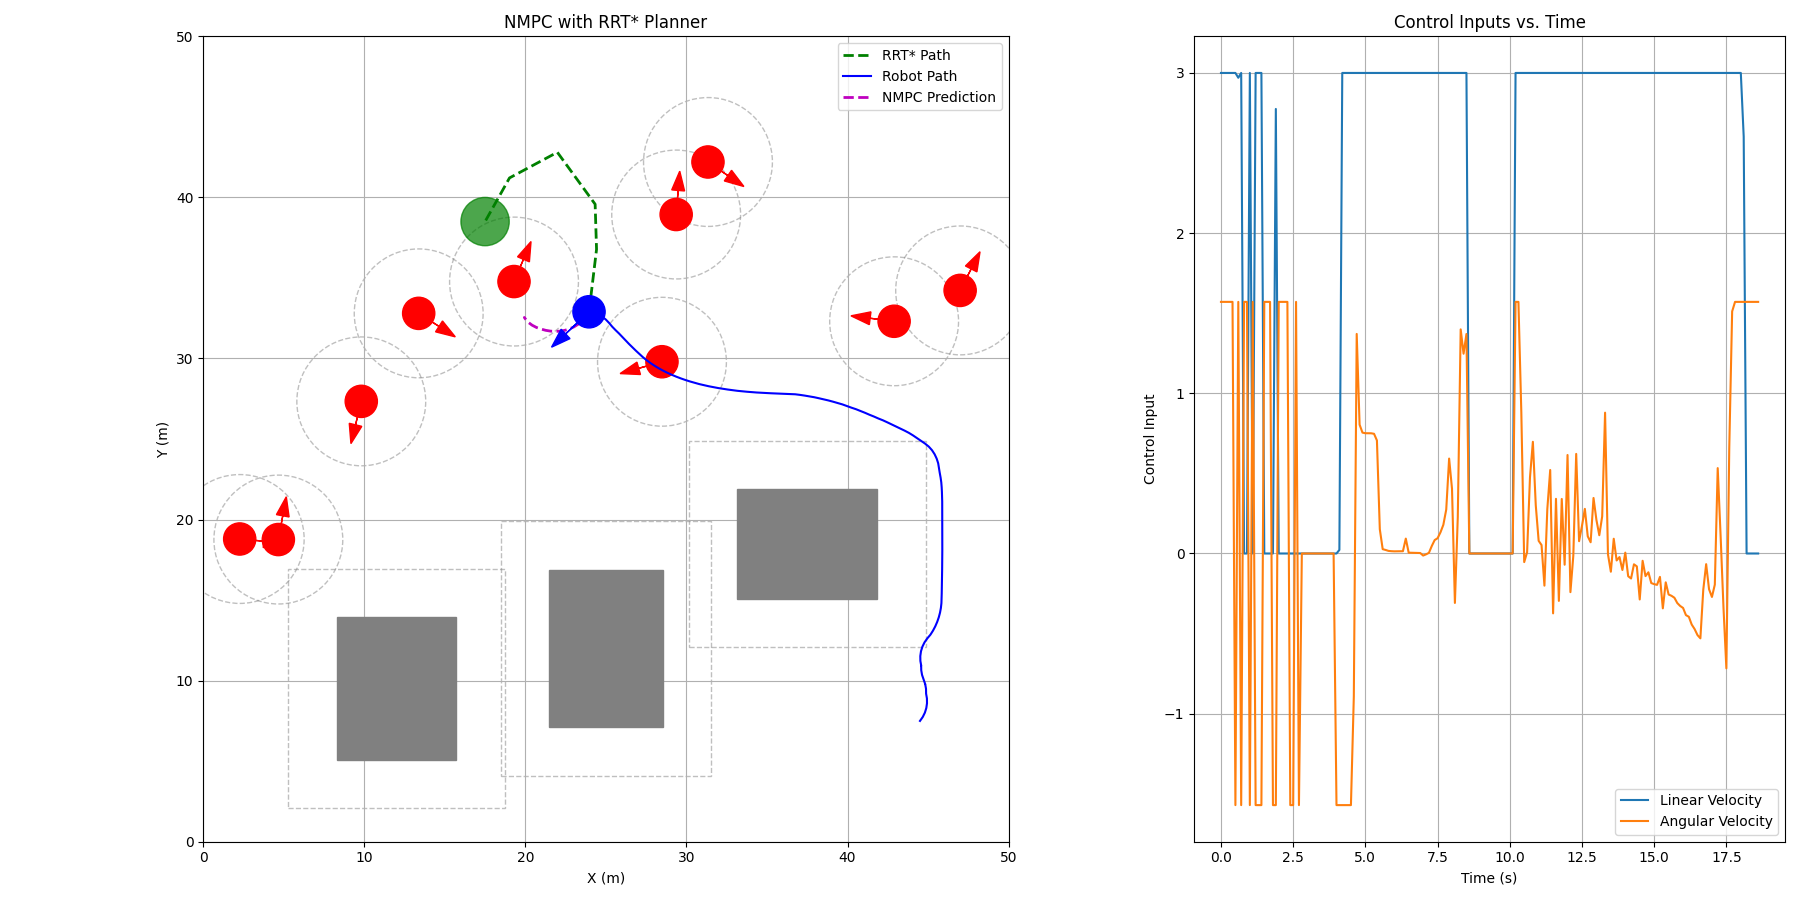 NMPC with RRT* Planner
50
40
30
20
10
0
Y (m)
0 10 20 30 40 50
X (m)
RRT* Path
Robot Path
NMPC Prediction
Control Inputs vs. Time
3
2
1
0
−1
Control Input
0.0 2.5 5.0 7.5 10.0 12.5 15.0 17.5
Time (s)
Linear Velocity
Angular Velocity